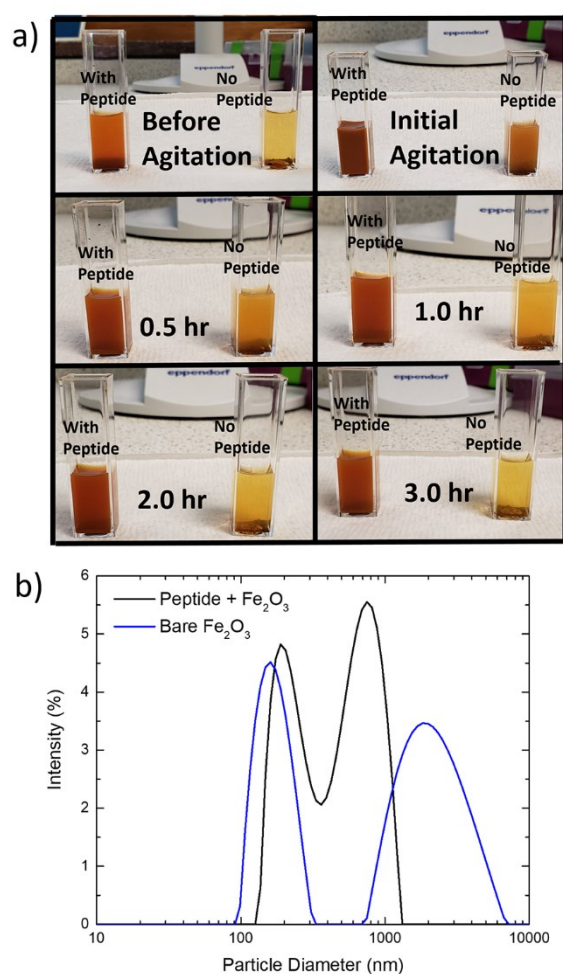 a)
eppendorf
With
Peptide
No
Peptide
Before
Agitation
eppendorf
With
Peptide
No
Peptide
Initial
Agitation
eppendorf
With
Peptide
No
Peptide
0.5 hr
eppendorf
With
Peptide
No
Peptide
1.0 hr
eppendorf
With
Peptide
No
Peptide
2.0 hr
eppendorf
With
Peptide
No
Peptide
3.0 hr
b)
6
5
4
3
2
1
0
Intensity (%)
Peptide + Fe₂O₃
Bare Fe₂O₃
10
100
1000
10000
Particle Diameter (nm)